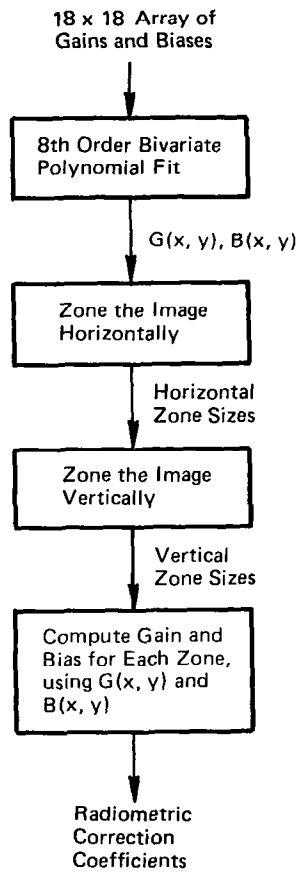 18 x 18 Array of
Gains and Biases
8th Order Bivariate
Polynomial Fit
G(x, y), B(x, y)
Zone the Image
Horizontally
Horizontal
Zone Sizes
Zone the Image
Vertically
Vertical
Zone Sizes
Compute Gain and
Bias for Each Zone,
using G(x, y) and
B(x, y)
Radiometric
Correction
Coefficients